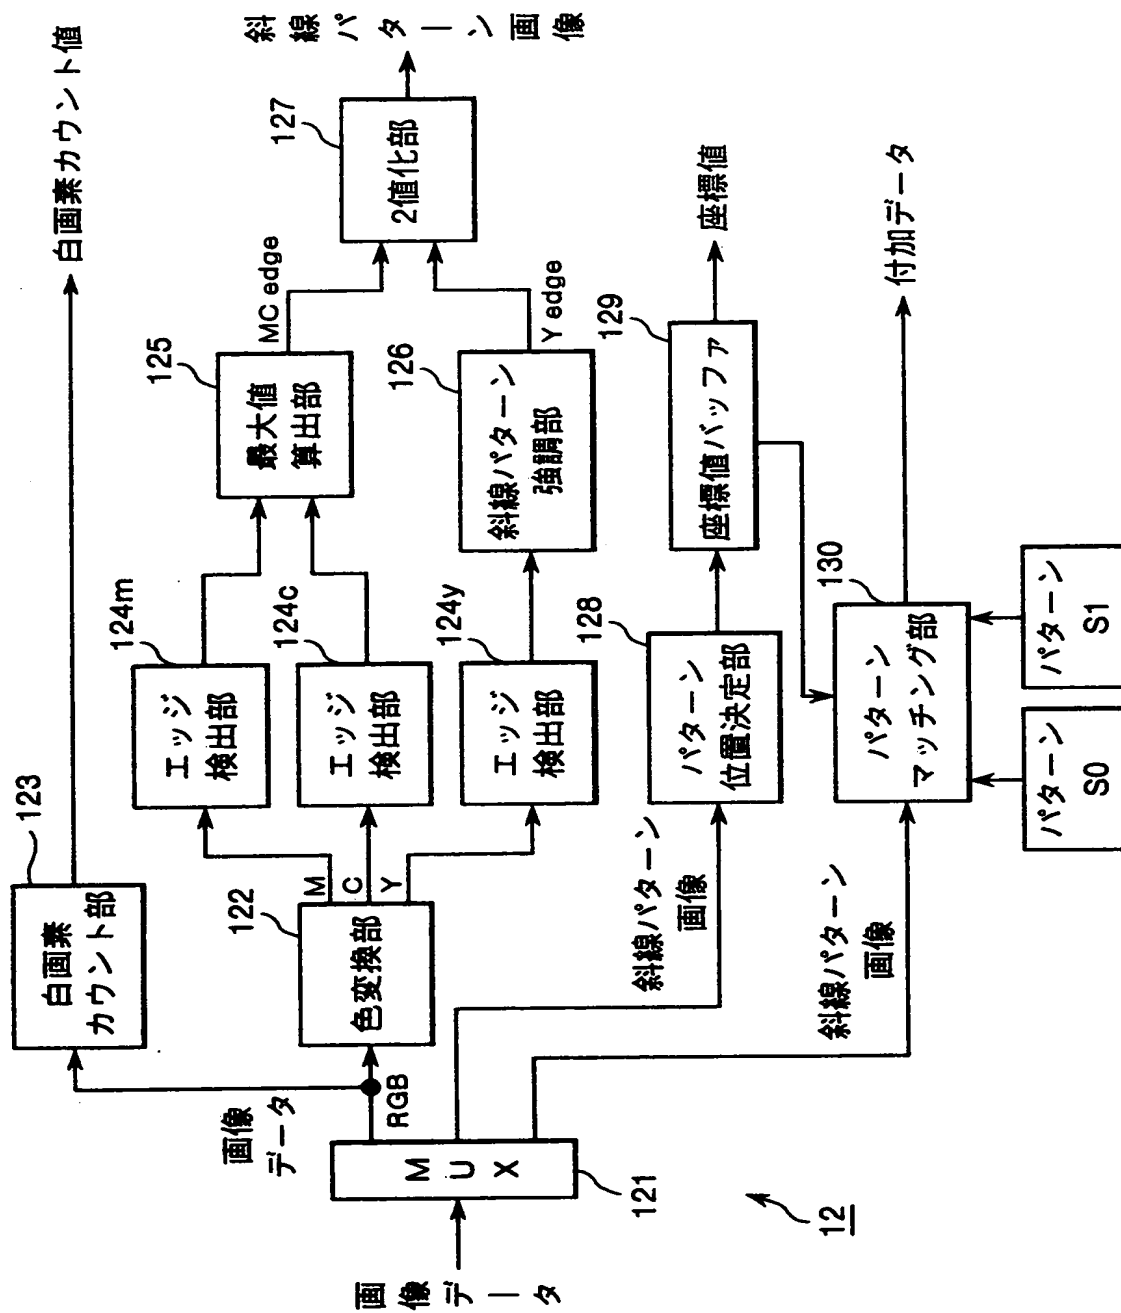 画像データ
MUX
121
12
画像
データ
RGB
白画素
カウント部
123
白画素カウント値
色変換部
122
M
C
Y
エッジ
検出部
124m
エッジ
検出部
124c
エッジ
検出部
124y
最大値
算出部
125
MC edge
斜線パターン
強調部
126
Y edge
2値化部
127
斜線パターン画像
斜線パターン
画像
パターン
位置決定部
128
座標値バッファ
129
座標値
斜線パターン
画像
パターン
マッチング部
130
付加データ
パターン
S0
パターン
S1